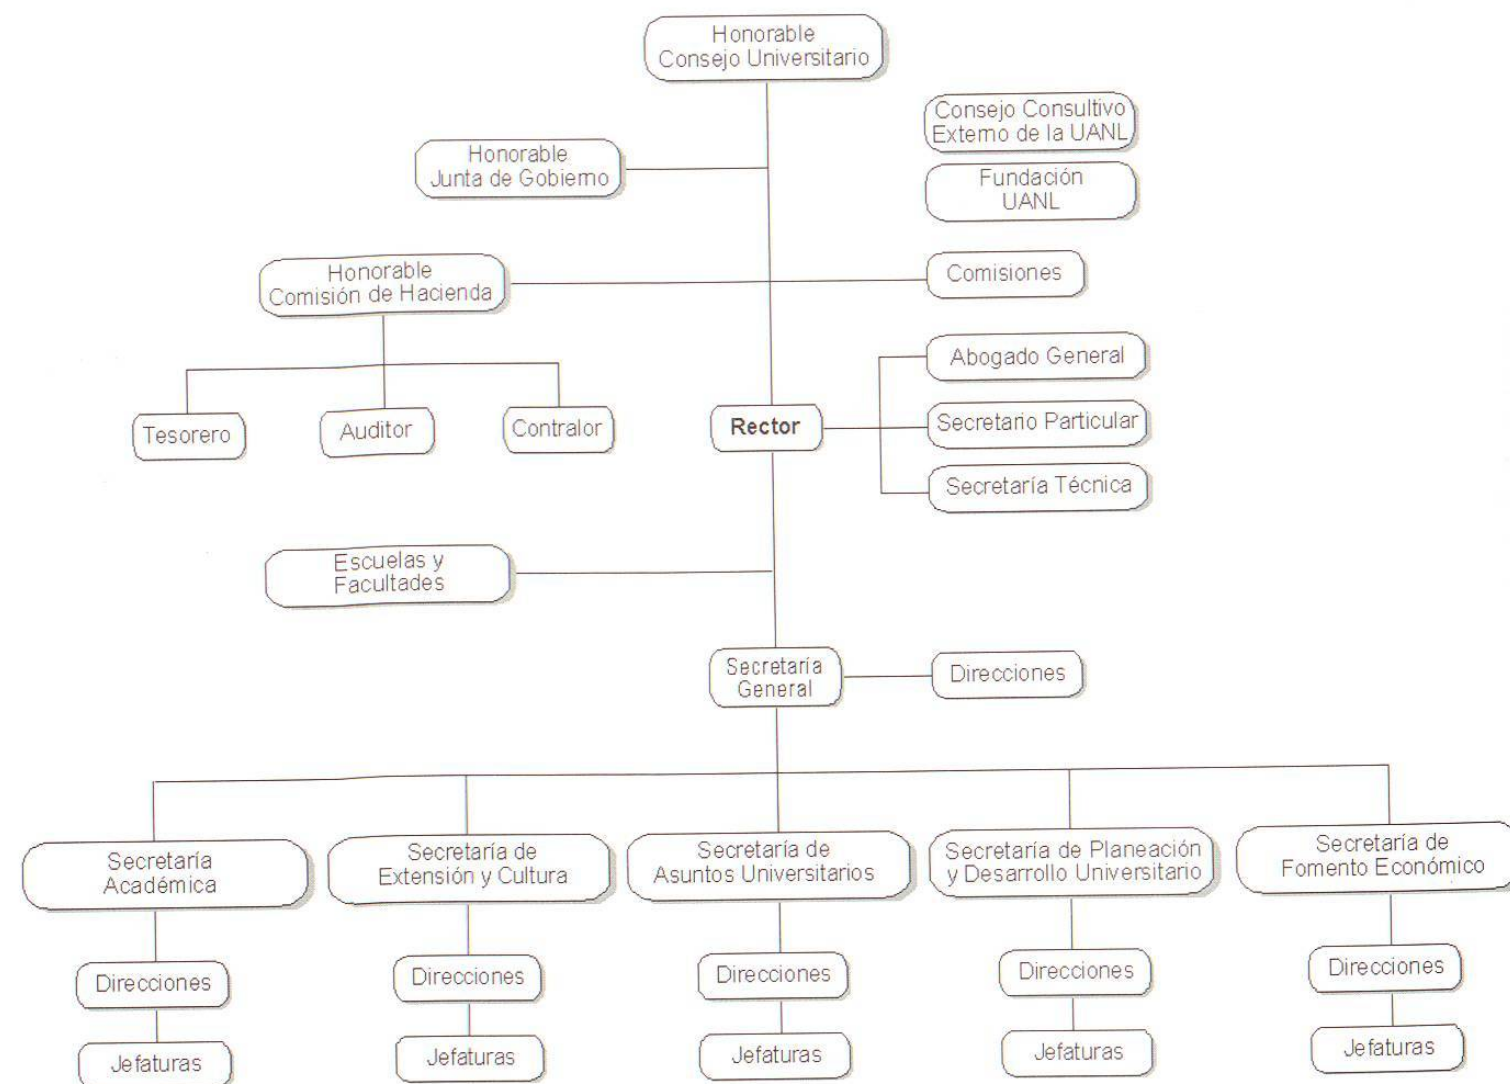 Honorable
Consejo Universitario
Consejo Consultivo
Externo de la UANL
Honorable
Junta de Gobierno
Fundación
UANL
Honorable
Comisión de Hacienda
Comisiones
Abogado General
Tesorero
Auditor
Contralor
Rector
Secretario Particular
Secretaría Técnica
Escuelas y
Facultades
Secretaría
General
Direcciones
Secretaría
Académica
Secretaría de
Extensión y Cultura
Secretaría de
Asuntos Universitarios
Secretaría de Planeación
y Desarrollo Universitario
Secretaría de
Fomento Económico
Direcciones
Direcciones
Direcciones
Direcciones
Direcciones
Jefaturas
Jefaturas
Jefaturas
Jefaturas
Jefaturas